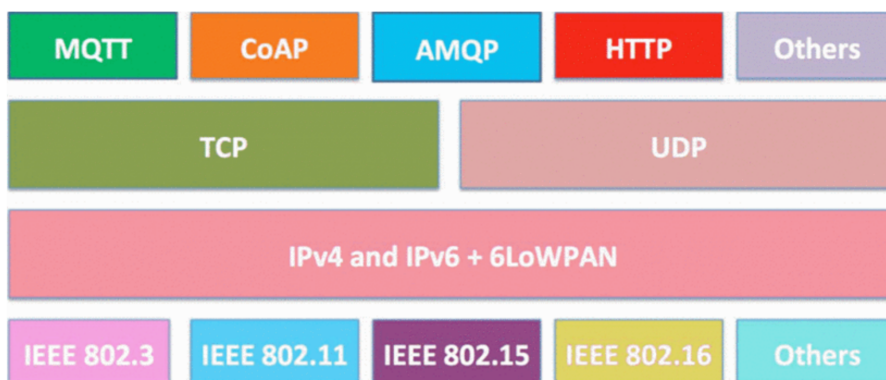 MQTT CoAP AMQP HTTP Others
TCP UDP
IPv4 and IPv6 + 6LoWPAN
IEEE 802.3 IEEE 802.11 IEEE 802.15 IEEE 802.16 Others